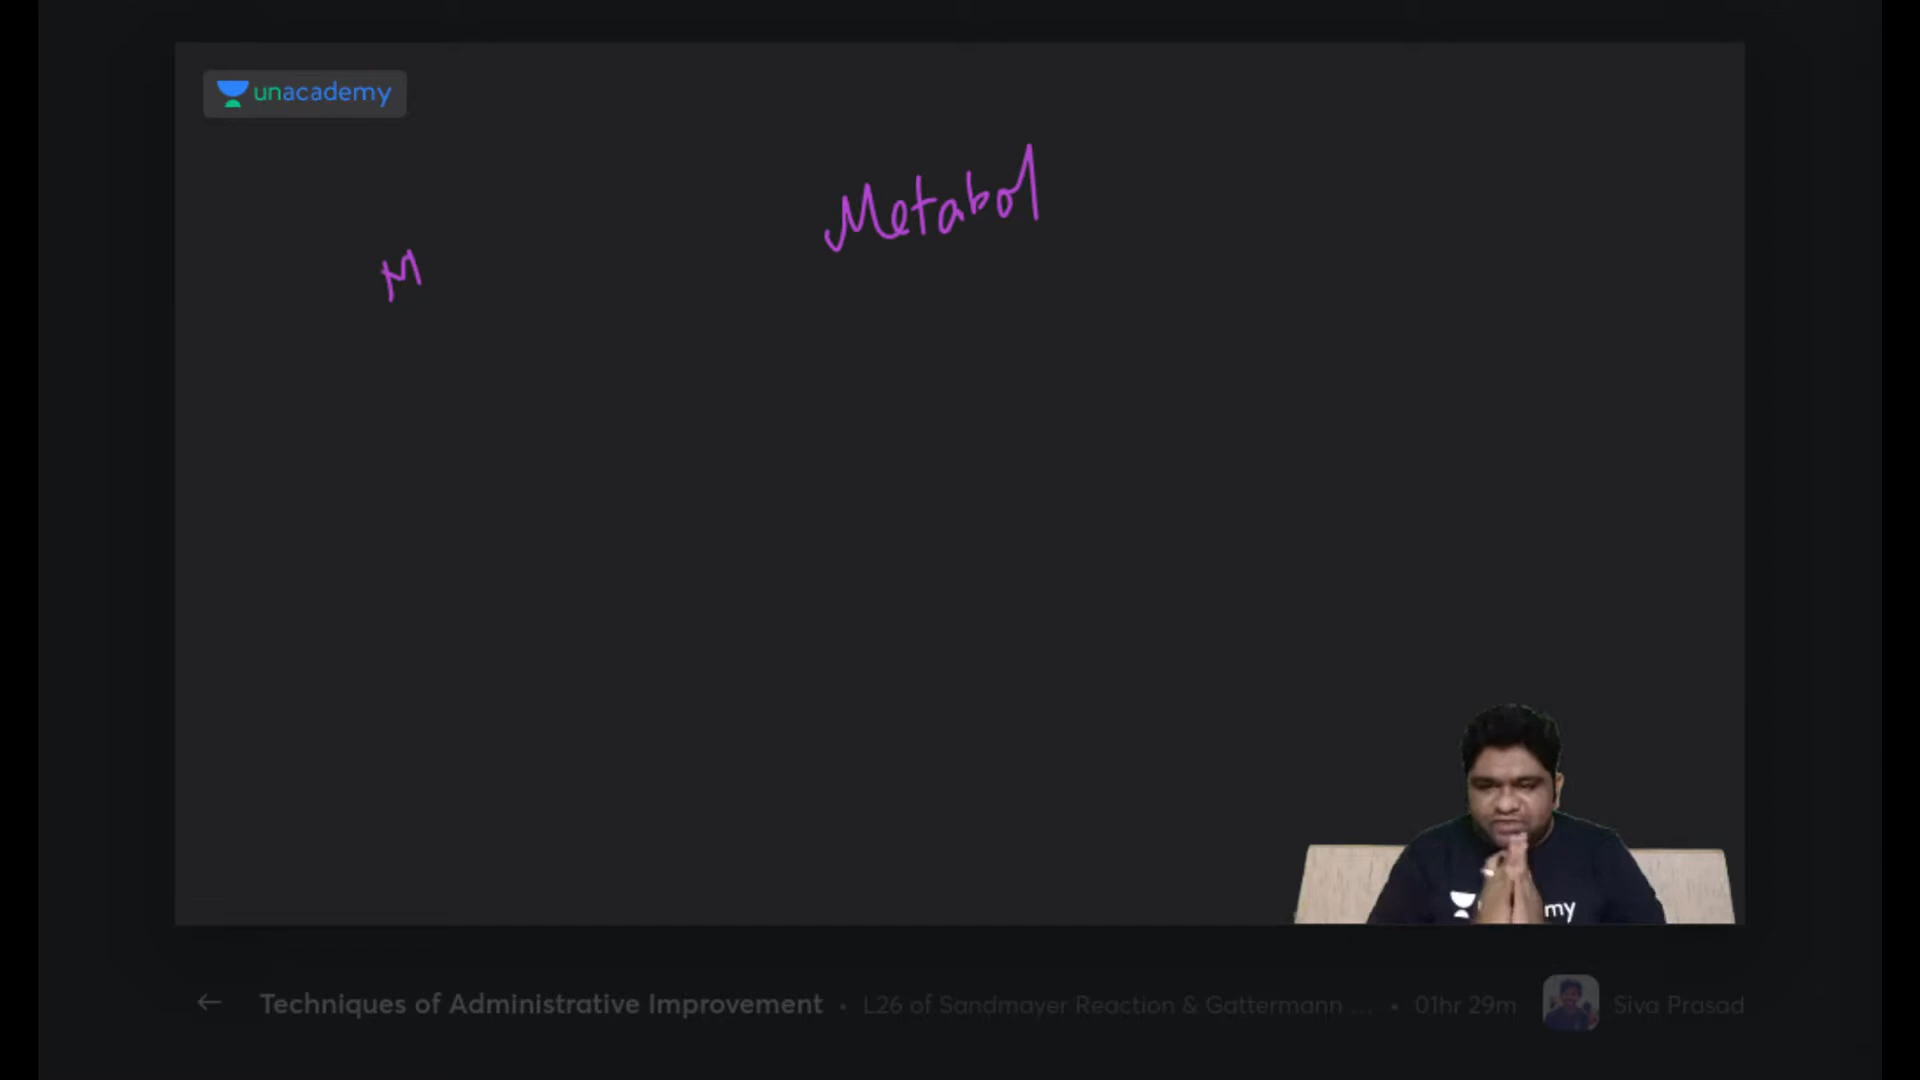 unacademy
Metabol
M
my
← Techniques of Administrative Improvement • L26 of Sandmayer Reaction & Gattermann ... • 01hr 29m Siva Prasad